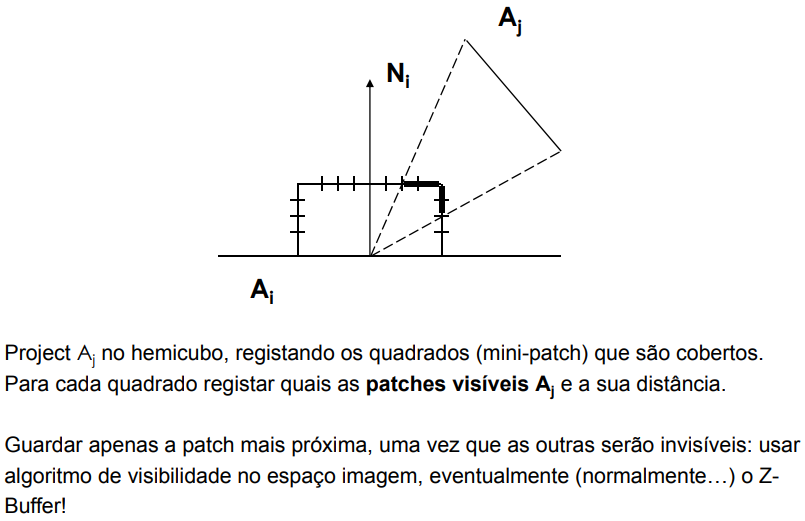 Aj
Ni
Ai
Project Aj no hemicubo, registando os quadrados (mini-patch) que são cobertos.
Para cada quadrado registar quais as patches visíveis Aj e a sua distância.
Guardar apenas a patch mais próxima, uma vez que as outras serão invisíveis: usar
algoritmo de visibilidade no espaço imagem, eventualmente (normalmente…) o Z-
Buffer!